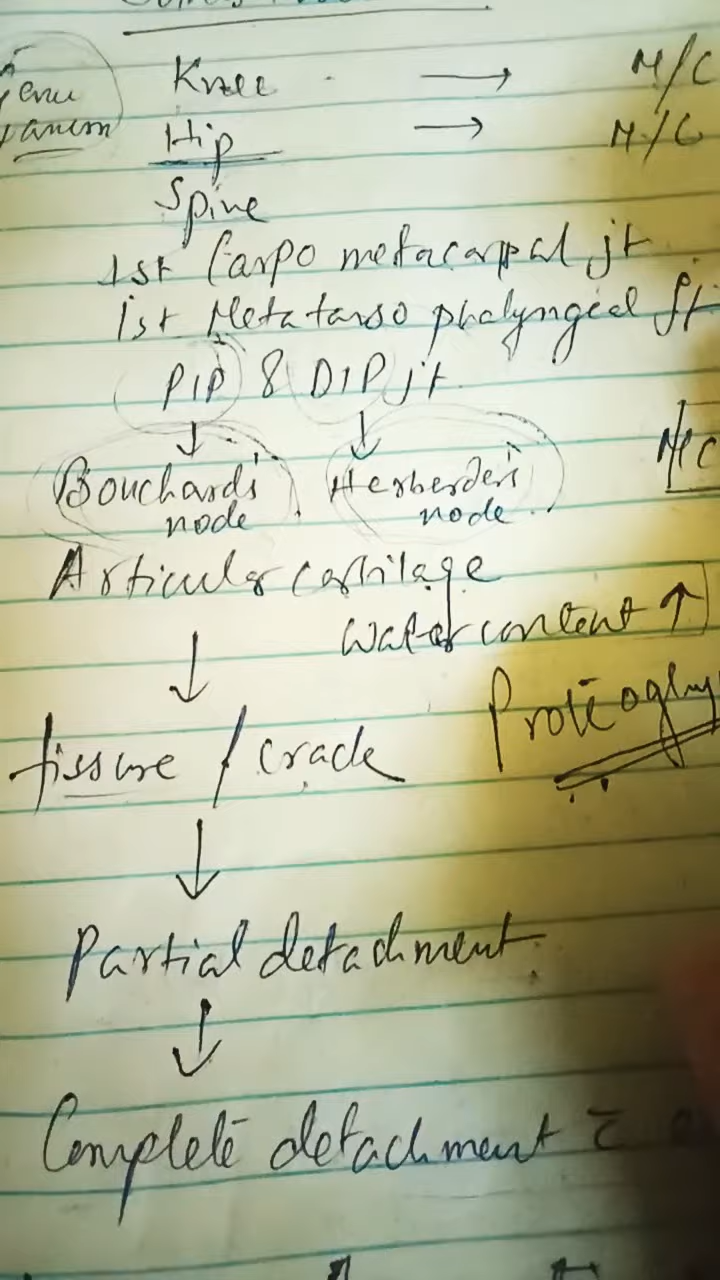 Genu
Knee → M/C
Hip → M/C
Spine
1st Carpo metacarpal jt
1st Metatarso phalyngeal jt
PIP & DIP jt.
↓ ↓
Bouchard's Herberden's
node node
Articular cartilage
Water content ↑
↓
fissure / crack
↓
Partial detachment
↓
Complete detachment c̄